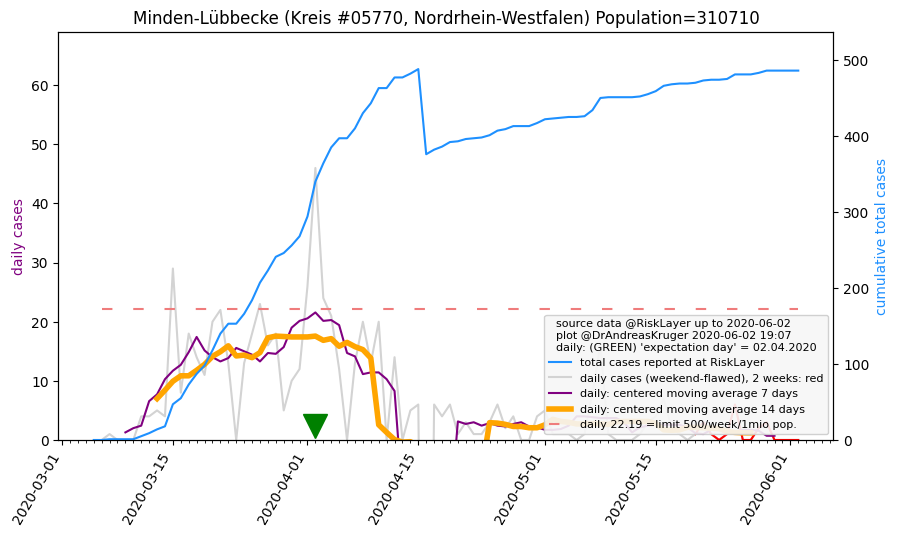 Minden-Lübbecke (Kreis #05770, Nordrhein-Westfalen) Population=310710
daily cases
60
50
40
30
20
10
0
500
400
300
200
100
0
cumulative total cases
source data @RiskLayer up to 2020-06-02
plot @DrAndreasKruger 2020-06-02 19:07
daily: (GREEN) 'expectation day' = 02.04.2020
total cases reported at RiskLayer
daily cases (weekend-flawed), 2 weeks: red
daily: centered moving average 7 days
daily: centered moving average 14 days
daily 22.19 =limit 500/week/1mio pop.
2020-03-01
2020-03-15
2020-04-01
2020-04-15
2020-05-01
2020-05-15
2020-06-01